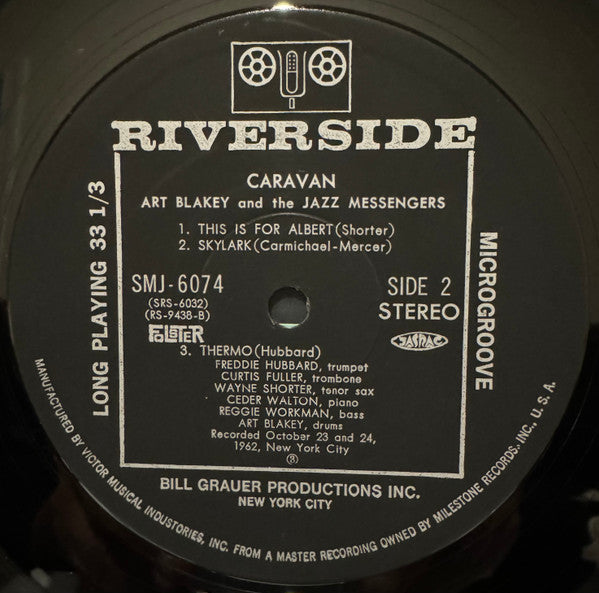 RIVERSIDE
CARAVAN
ART BLAKEY and the JAZZ MESSENGERS
1. THIS IS FOR ALBERT(Shorter)
2. SKYLARK(Carmichael-Mercer)
SMJ-6074
(SRS-6032)
(RS-9438-B)
SIDE 2
STEREO
JASRAC
3. THERMO(Hubbard)
FREDDIE HUBBARD, trumpet
CURTIS FULLER, trombone
WAYNE SHORTER, tenor sax
CEDER WALTON, piano
REGGIE WORKMAN, bass
ART BLAKEY, drums
Recorded October 23 and 24,
1962, New York City
BILL GRAUER PRODUCTIONS INC.
NEW YORK CITY
LONG PLAYING 33 1/3
MICROGROOVE
MANUFACTURED BY VICTOR MUSICAL INDUSTRIES, INC. FROM A MASTER RECORDING OWNED BY MILESTONE RECORDS, INC., U.S.A.